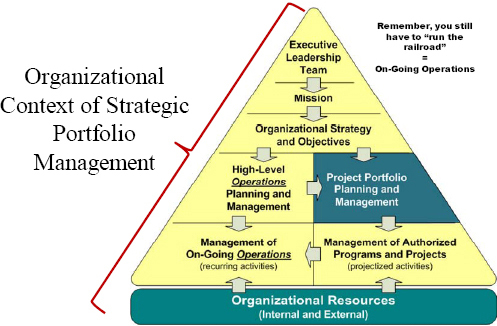 Organizational
Context of Strategic
Portfolio
Management
Remember, you still
have to “run the
railroad”
=
On-Going Operations
Executive
Leadership
Team
Mission
Organizational Strategy
and Objectives
High-Level
Operations
Planning and
Management
Project Portfolio
Planning and
Management
Management of
On-Going Operations
(recurring activities)
Management of Authorized
Programs and Projects
(projectized activities)
Organizational Resources
(Internal and External)